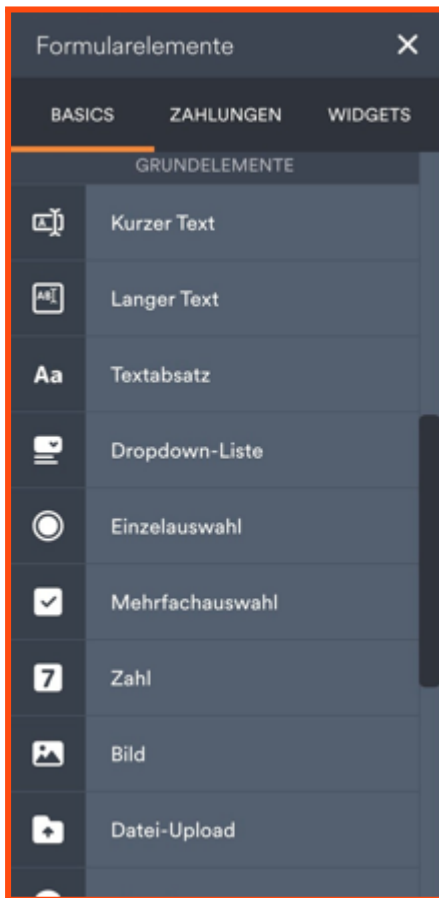 Formularelemente
BASICS ZAHLUNGEN WIDGETS
GRUNDELEMENTE
Kurzer Text
Langer Text
Aa Textabsatz
Dropdown-Liste
Einzelauswahl
Mehrfachauswahl
7 Zahl
Bild
Datei-Upload